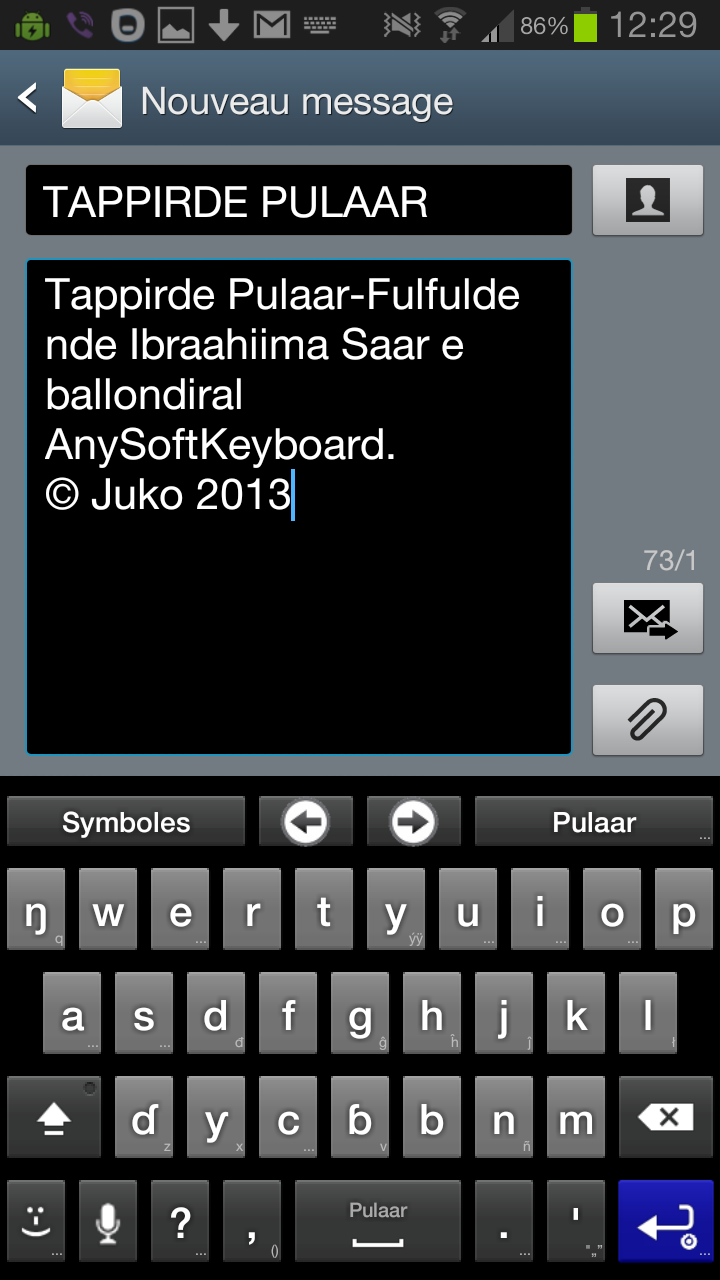 86% 12:29
Nouveau message
TAPPIRDE PULAAR
Tappirde Pulaar-Fulfulde
nde Ibraahiima Saar e
ballondiral
AnySoftKeyboard.
© Juko 2013
73/1
Symboles Pulaar ...
ŋ w e r t y u i o p
q ... ýÿ ... ... ...
a s d f g h j k l
... ... đ ĝ ĥ ĵ ł
ɗ y c ɓ b n m
z x ... v ñ
? , Pulaar . '
... ... () ... "„” ...